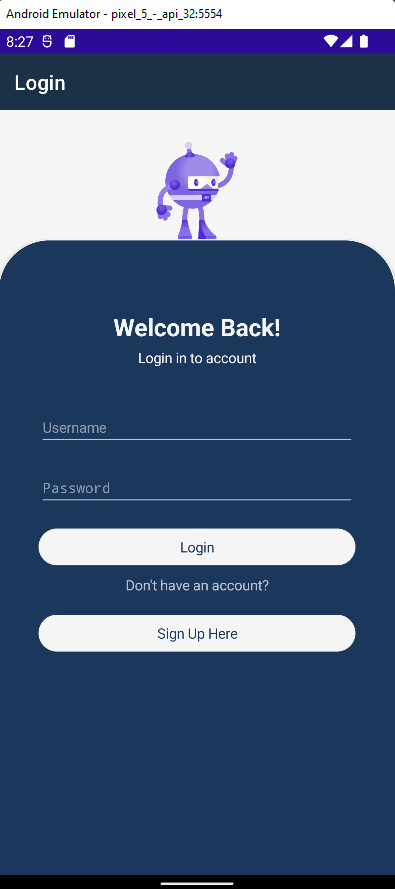 Android Emulator - pixel_5_-_api_32:5554
8:27
Login
Welcome Back!
Login in to account
Username
Password
Login
Don't have an account?
Sign Up Here